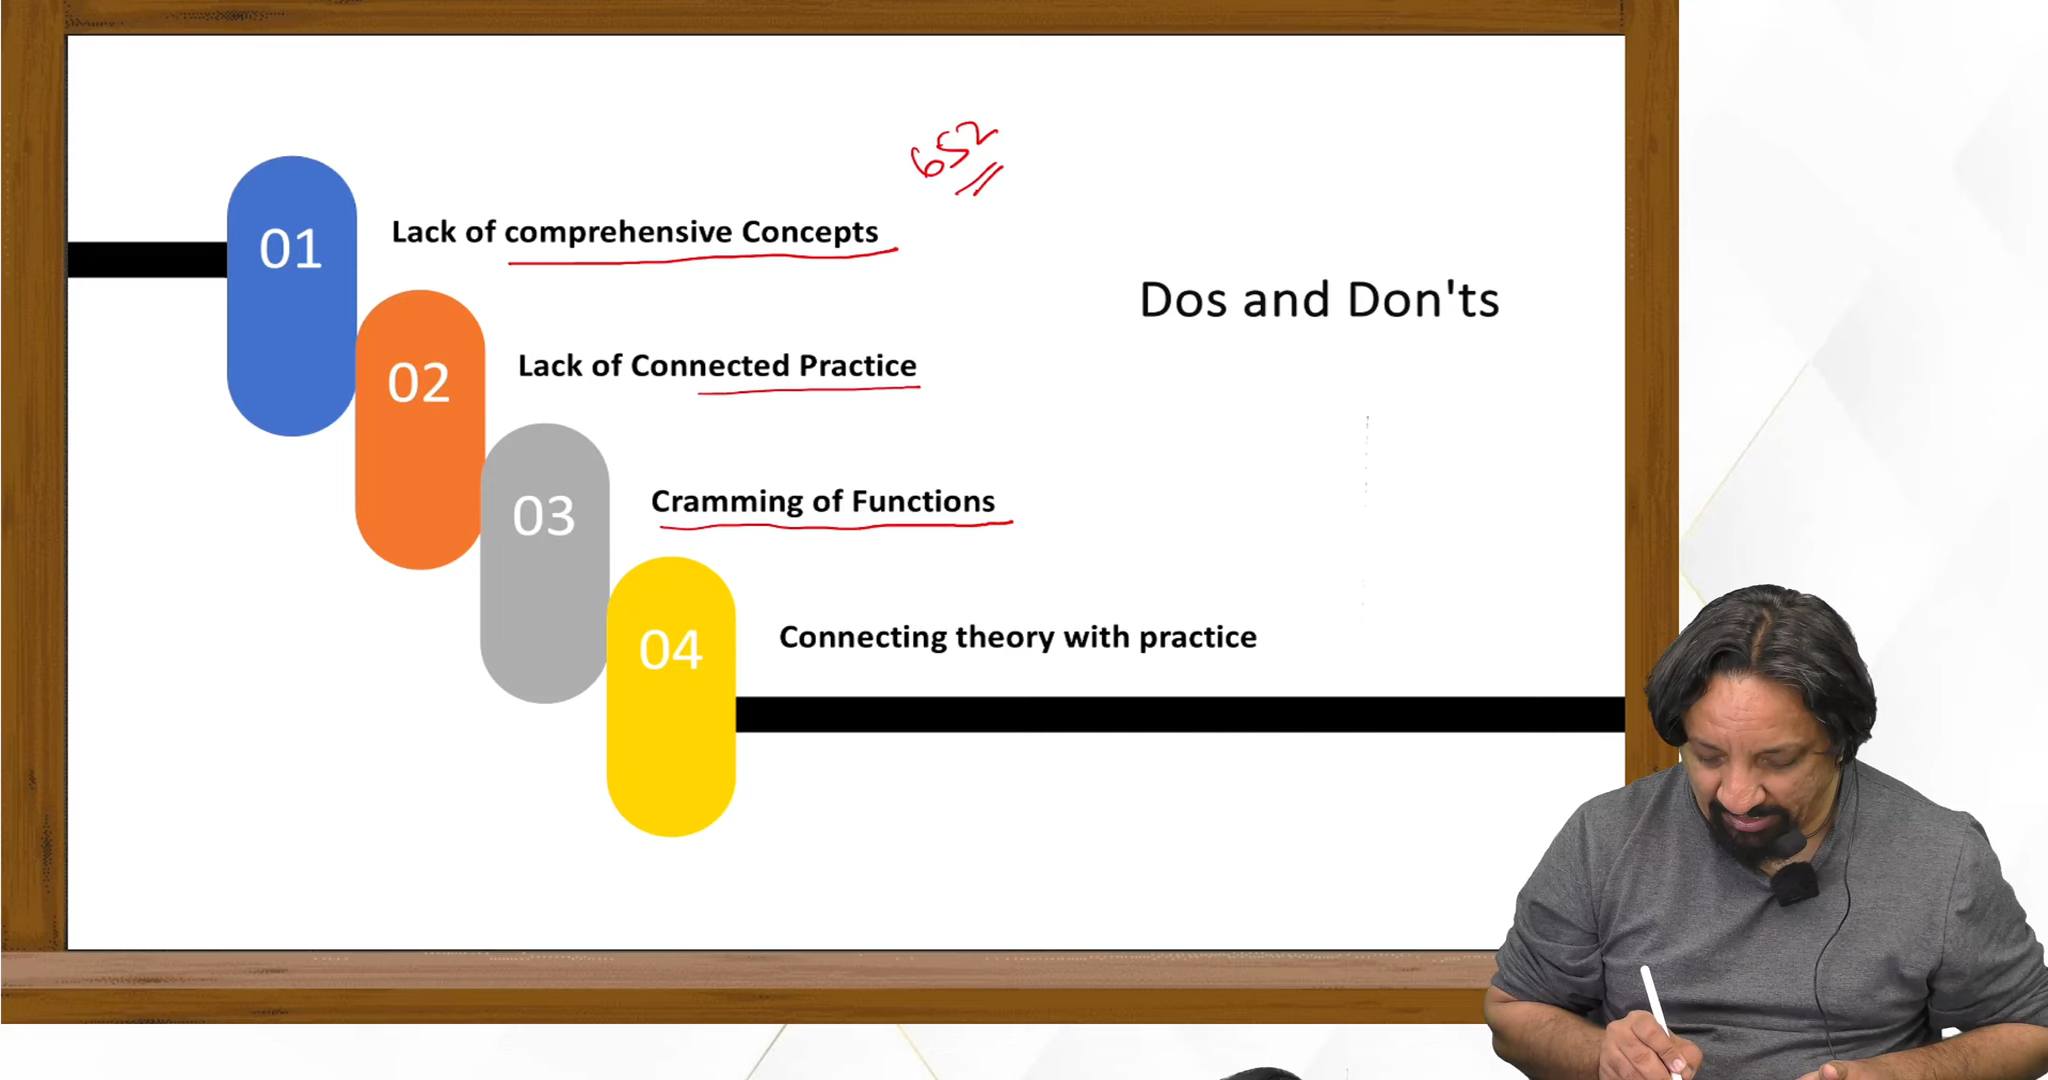 652
01
Lack of comprehensive Concepts
Dos and Don'ts
02
Lack of Connected Practice
03
Cramming of Functions
04
Connecting theory with practice